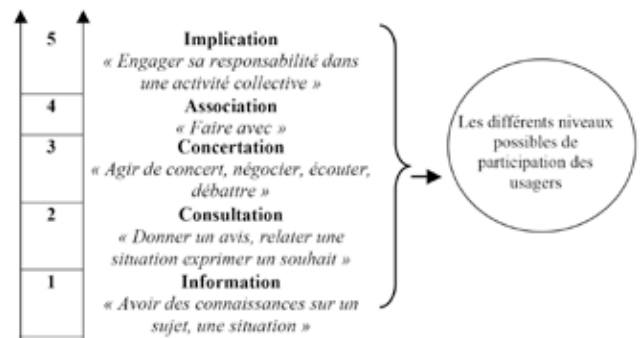 5 Implication
« Engager sa responsabilité dans
une activité collective »
4 Association
« Faire avec »
3 Concertation
« Agir de concert, négocier, écouter,
débattre »
2 Consultation
« Donner un avis, relater une
situation exprimer un souhait »
1 Information
« Avoir des connaissances sur un
sujet, une situation »
Les différents niveaux
possibles de
participation des
usagers